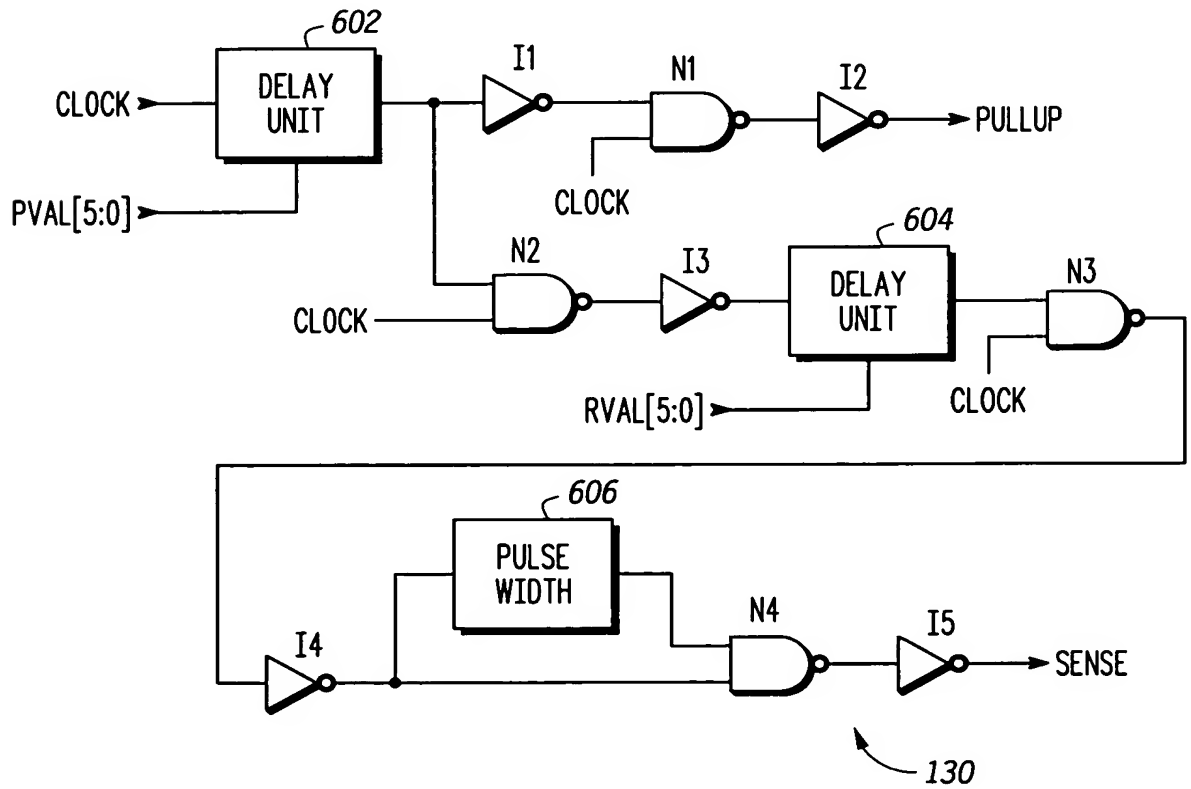 602
I1
N1
I2
CLOCK
DELAY
UNIT
PULLUP
PVAL[5:0]
CLOCK
604
N2
I3
N3
DELAY
UNIT
CLOCK
RVAL[5:0]
CLOCK
606
PULSE
WIDTH
N4
I5
I4
SENSE
130